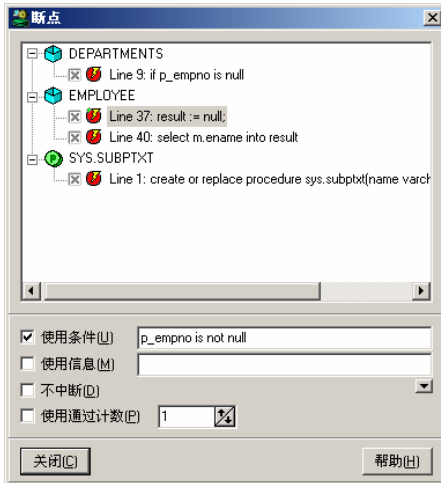 断点
DEPARTMENTS
Line 9: if p_empno is null
EMPLOYEE
Line 37: result := null;
Line 40: select m.ename into result
SYS.SUBPTXT
Line 1: create or replace procedure sys.subptxt(name varch
使用条件(U) p_empno is not null
使用信息(M)
不中断(D)
使用通过计数(P) 1
关闭(C) 帮助(H)